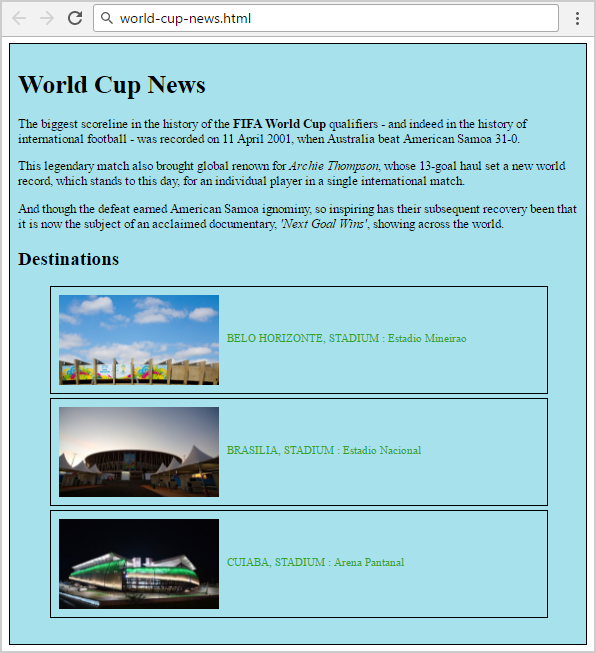 world-cup-news.html
World Cup News
The biggest scoreline in the history of the FIFA World Cup qualifiers - and indeed in the history of
international football - was recorded on 11 April 2001, when Australia beat American Samoa 31-0.
This legendary match also brought global renown for Archie Thompson, whose 13-goal haul set a new world
record, which stands to this day, for an individual player in a single international match.
And though the defeat earned American Samoa ignominy, so inspiring has their subsequent recovery been that
it is now the subject of an acclaimed documentary, 'Next Goal Wins', showing across the world.
Destinations
BELO HORIZONTE, STADIUM : Estadio Mineirao
BRASILIA, STADIUM : Estadio Nacional
CUIABA, STADIUM : Arena Pantanal